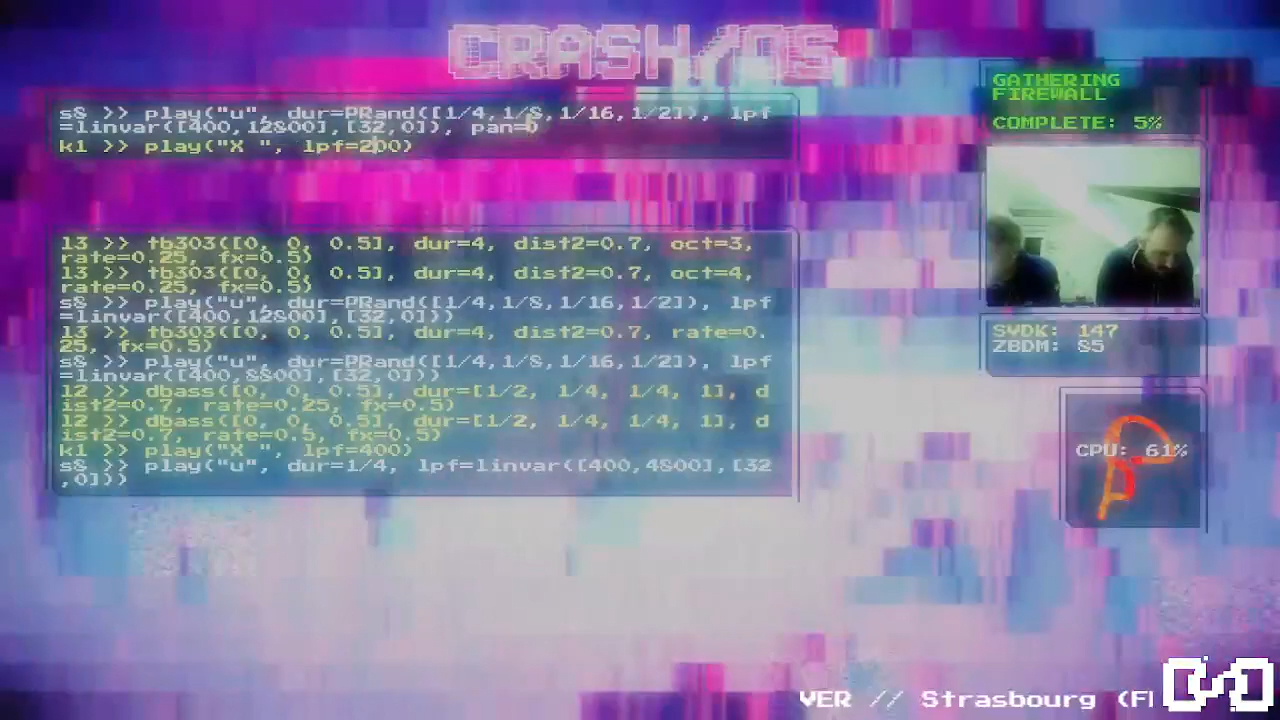 CRASH/OS
s8 >> play("u", dur=PRand([1/4,1/8,1/16,1/2]), lpf
=linvar([400,12800],[32,0]), pan=0
k1 >> play("X ", lpf=200)
GATHERING
FIREWALL
COMPLETE: 5%
l3 >> tb303([0, 0, 0.5], dur=4, dist2=0.7, oct=3,
rate=0.25, fx=0.5)
l3 >> tb303([0, 0, 0.5], dur=4, dist2=0.7, oct=4,
rate=0.25, fx=0.5)
s8 >> play("u", dur=PRand([1/4,1/8,1/16,1/2]), lpf
=linvar([400,12800],[32,0]))
l3 >> tb303([0, 0, 0.5], dur=4, dist2=0.7, rate=0.
25, fx=0.5)
s8 >> play("u", dur=PRand([1/4,1/8,1/16,1/2]), lpf
=linvar([400,8800],[32,0]))
l2 >> dbass([0, 0, 0.5], dur=[1/2, 1/4, 1/4, 1], d
ist2=0.7, rate=0.25, fx=0.5)
l2 >> dbass([0, 0, 0.5], dur=[1/2, 1/4, 1/4, 1], d
ist2=0.7, rate=0.5, fx=0.5)
k1 >> play("X ", lpf=400)
s8 >> play("u", dur=1/4, lpf=linvar([400,4800],[32
,0]))
SWDK: 147
ZBDM: 85
CPU: 61%
VER // Strasbourg (F